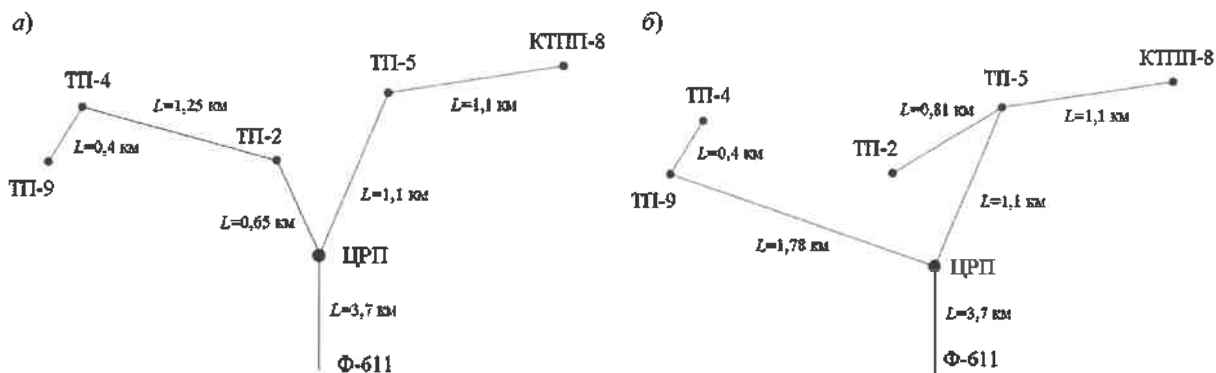 а)
КТПП-8
ТП-5
ТП-4
L=1,25 км
L=1,1 км
ТП-2
L=0,4 км
ТП-9
L=1,1 км
L=0,65 км
ЦРП
L=3,7 км
Ф-611
б)
КТПП-8
ТП-5
ТП-4
L=0,81 км
L=1,1 км
ТП-2
L=0,4 км
ТП-9
L=1,1 км
L=1,78 км
ЦРП
L=3,7 км
Ф-611